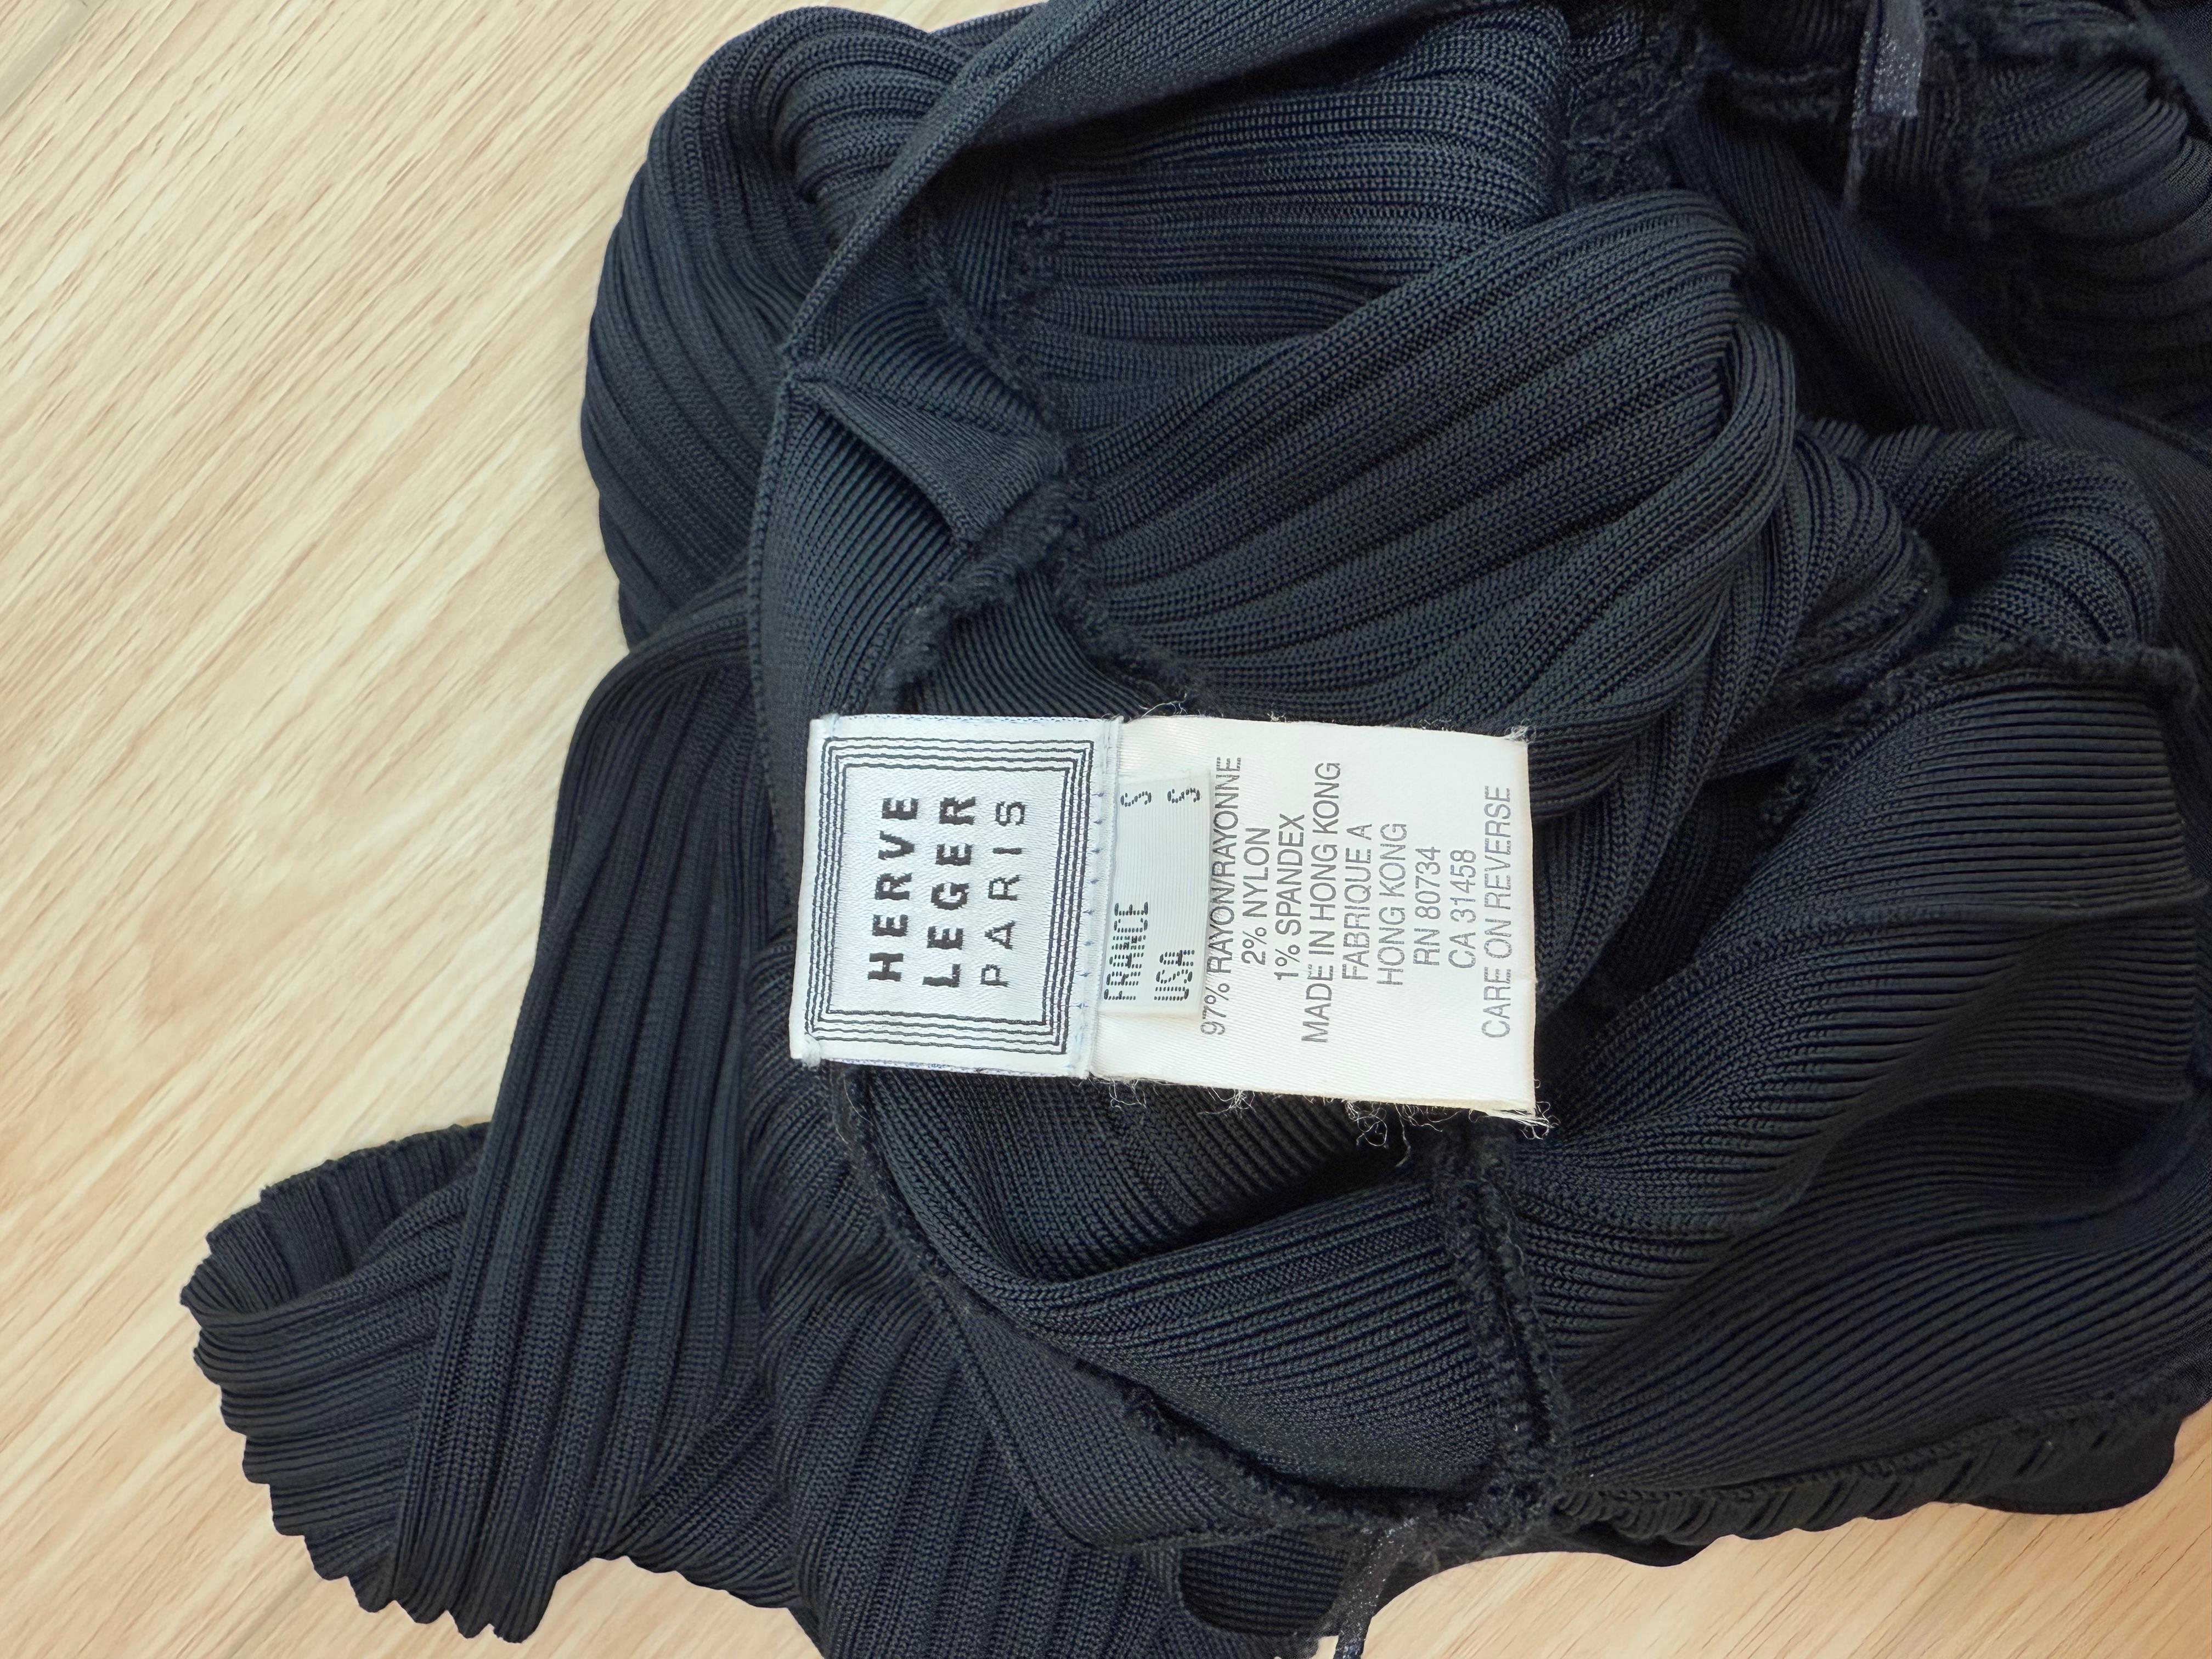 HERVE
LEGER
PARIS
FRANCE S
USA S
97% RAYON/RAYONNE
2% NYLON
1% SPANDEX
MADE IN HONG KONG
FABRIQUE A
HONG KONG
RN 80734
CA 31458
CARE ON REVERSE